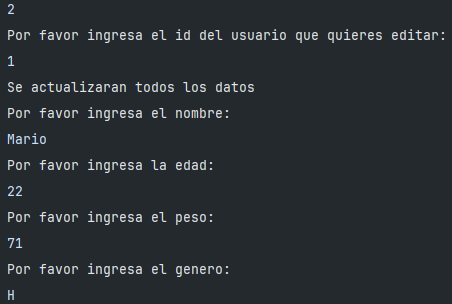 2
Por favor ingresa el id del usuario que quieres editar:
1
Se actualizaran todos los datos
Por favor ingresa el nombre:
Mario
Por favor ingresa la edad:
22
Por favor ingresa el peso:
71
Por favor ingresa el genero:
H